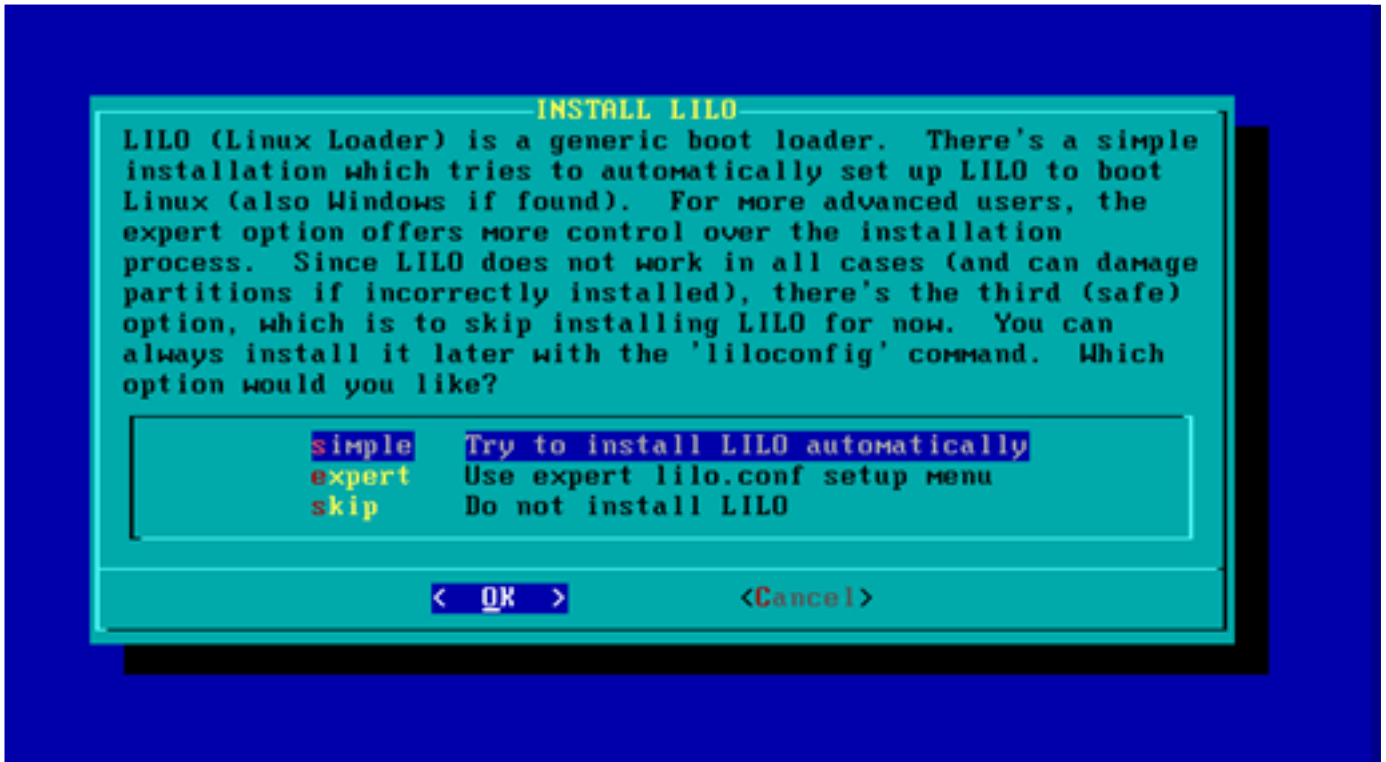 INSTALL LILO
LILO (Linux Loader) is a generic boot loader.  There's a simple
installation which tries to automatically set up LILO to boot
Linux (also Windows if found).  For more advanced users, the
expert option offers more control over the installation
process.  Since LILO does not work in all cases (and can damage
partitions if incorrectly installed), there's the third (safe)
option, which is to skip installing LILO for now.  You can
always install it later with the 'liloconfig' command.  Which
option would you like?
simple  Try to install LILO automatically
expert  Use expert lilo.conf setup menu
skip  Do not install LILO
<  OK  > <Cancel>